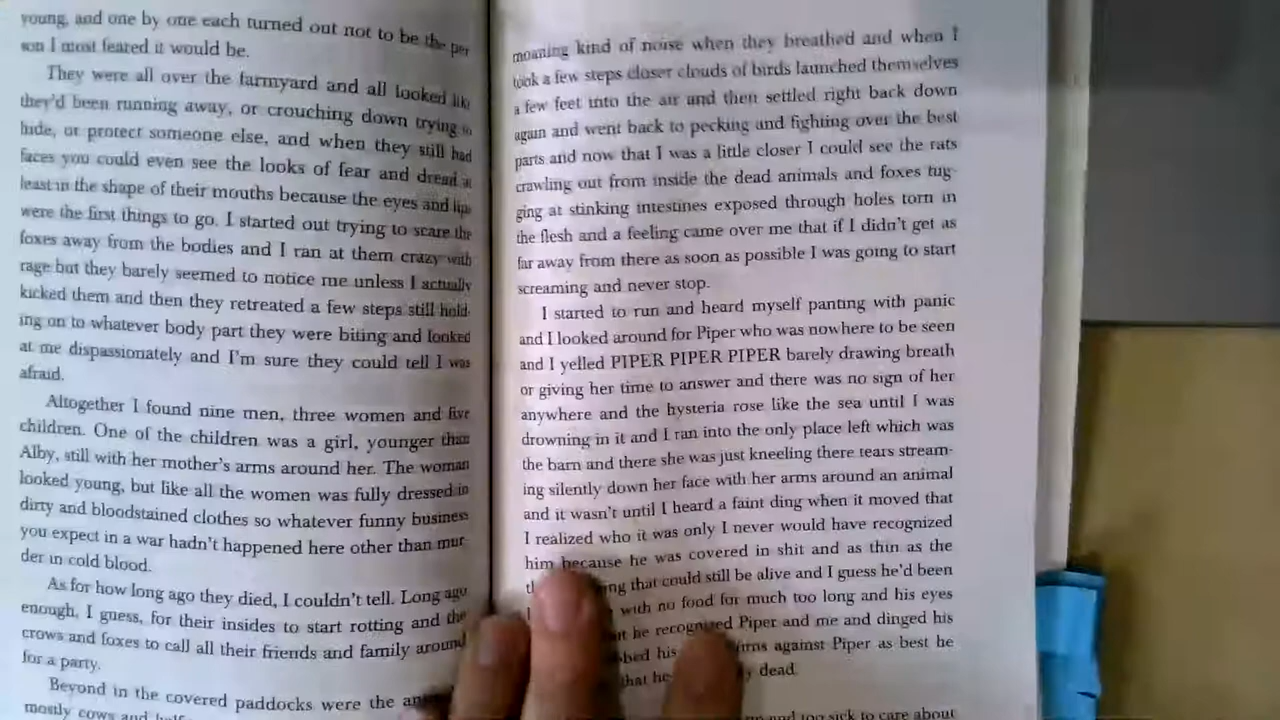 young, and one by one each turned out not to be the per
son I most feared it would be.
They were all over the farmyard and all looked like
they'd been running away, or crouching down trying to
hide, or protect someone else, and when they still had
faces you could even see the looks of fear and dread at
least in the shape of their mouths because the eyes and lips
were the first things to go. I started out trying to scare the
foxes away from the bodies and I ran at them crazy with
rage but they barely seemed to notice me unless I actually
kicked them and then they retreated a few steps still hold-
ing on to whatever body part they were biting and looked
at me dispassionately and I'm sure they could tell I was
afraid.
Altogether I found nine men, three women and five
children. One of the children was a girl, younger than
Alby, still with her mother's arms around her. The woman
looked young, but like all the women was fully dressed in
dirty and bloodstained clothes so whatever funny business
you expect in a war hadn't happened here other than mur-
der in cold blood.
As for how long ago they died, I couldn't tell. Long ago
enough, I guess, for their insides to start rotting and the
crows and foxes to call all their friends and family around
for a party.
Beyond in the covered paddocks were the
mostly cows and
moaning kind of noise when they breathed and when I
took a few steps closer clouds of birds launched themselves
a few feet into the air and then settled right back down
again and went back to pecking and fighting over the best
parts and now that I was a little closer I could see the rats
crawling out from inside the dead animals and foxes tug-
ging at stinking intestines exposed through holes torn in
the flesh and a feeling came over me that if I didn't get as
far away from there as soon as possible I was going to start
screaming and never stop.
I started to run and heard myself panting with panic
and I looked around for Piper who was nowhere to be seen
and I yelled PIPER PIPER PIPER barely drawing breath
or giving her time to answer and there was no sign of her
anywhere and the hysteria rose like the sea until I was
drowning in it and I ran into the only place left which was
the barn and there she was just kneeling there tears stream-
ing silently down her face with her arms around an animal
and it wasn't until I heard a faint ding when it moved that
I realized who it was only I never would have recognized
him because he was covered in shit and as thin as the
that could still be alive and I guess he'd been
with no food for much too long and his eyes
he recognized Piper and me and dinged his
his against Piper as best he
that he dead.
and too sick to care about